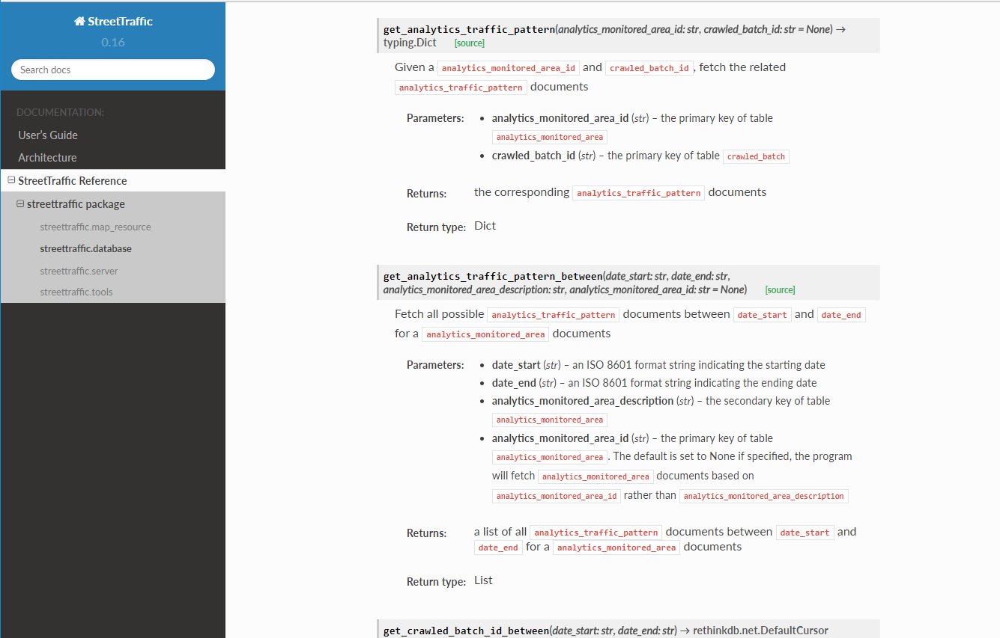 StreetTraffic
0.16
Search docs
DOCUMENTATION:
User's Guide
Architecture
StreetTraffic Reference
streettraffic package
streettraffic.map_resource
streettraffic.database
streettraffic.server
streettraffic.tools
get_analytics_traffic_pattern(analytics_monitored_area_id: str, crawled_batch_id: str = None) →
typing.Dict [source]
Given a analytics_monitored_area_id and crawled_batch_id, fetch the related
analytics_traffic_pattern documents
Parameters: • analytics_monitored_area_id (str) – the primary key of table
analytics_monitored_area
• crawled_batch_id (str) – the primary key of table crawled_batch
Returns: the corresponding analytics_traffic_pattern documents
Return type: Dict
get_analytics_traffic_pattern_between(date_start: str, date_end: str,
analytics_monitored_area_description: str, analytics_monitored_area_id: str = None) [source]
Fetch all possible analytics_traffic_pattern documents between date_start and date_end
for a analytics_monitored_area documents
Parameters: • date_start (str) – an ISO 8601 format string indicating the starting date
• date_end (str) – an ISO 8601 format string indicating the ending date
• analytics_monitored_area_description (str) – the secondary key of table
analytics_monitored_area
• analytics_monitored_area_id (str) – the primary key of table
analytics_monitored_area. The default is set to None if specified, the program
will fetch analytics_monitored_area documents based on
analytics_monitored_area_id rather than analytics_monitored_area_description
Returns: a list of all analytics_traffic_pattern documents between date_start and
date_end for a analytics_monitored_area documents
Return type: List
get_crawled_batch_id_between(date_start: str, date_end: str) → rethinkdb.net.DefaultCursor